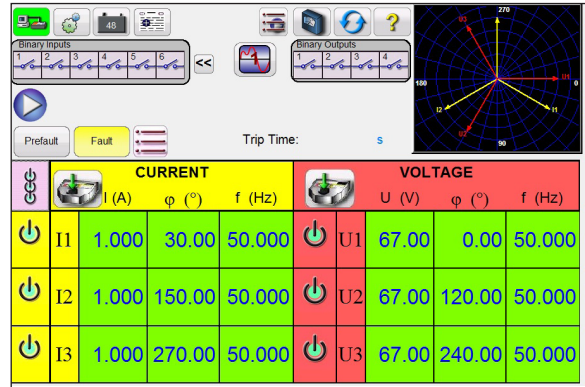 48
?
270
U3
U1
180
0
I2
I1
U2
90
Binary Inputs
1 2 3 4 5 6
<<
Binary Outputs
1 2 3 4
Prefault
Fault
Trip Time:
s
CURRENT
I (A) φ (°) f (Hz)
VOLTAGE
U (V) φ (°) f (Hz)
I1 1.000 30.00 50.000 U1 67.00 0.00 50.000
I2 1.000 150.00 50.000 U2 67.00 120.00 50.000
I3 1.000 270.00 50.000 U3 67.00 240.00 50.000